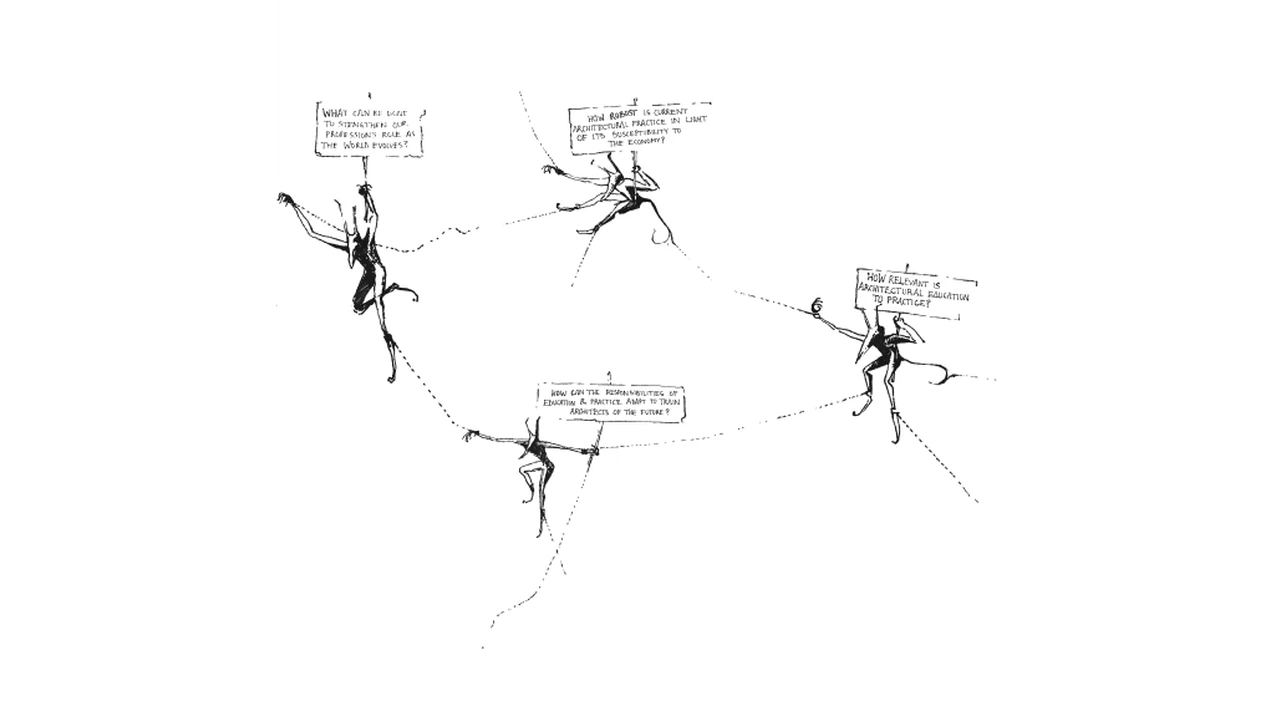 WHAT CAN BE DONE
TO STENGTHEN OUR
PROFESSION'S ROLE AS
THE WORLD EVOLVES?
HOW ROBUST IS CURRENT
ARCHITECTURAL PRACTICE IN LIGHT
OF ITS SUSCEPTIBILITY TO
THE ECONOMY?
HOW RELEVANT IS
ARCHITECTURAL EDUCATION
TO PRACTICE?
HOW CAN THE RESPONSIBILITIES OF
EDUCATION & PRACTICE ADAPT TO TRAIN
ARCHITECTS OF THE FUTURE?